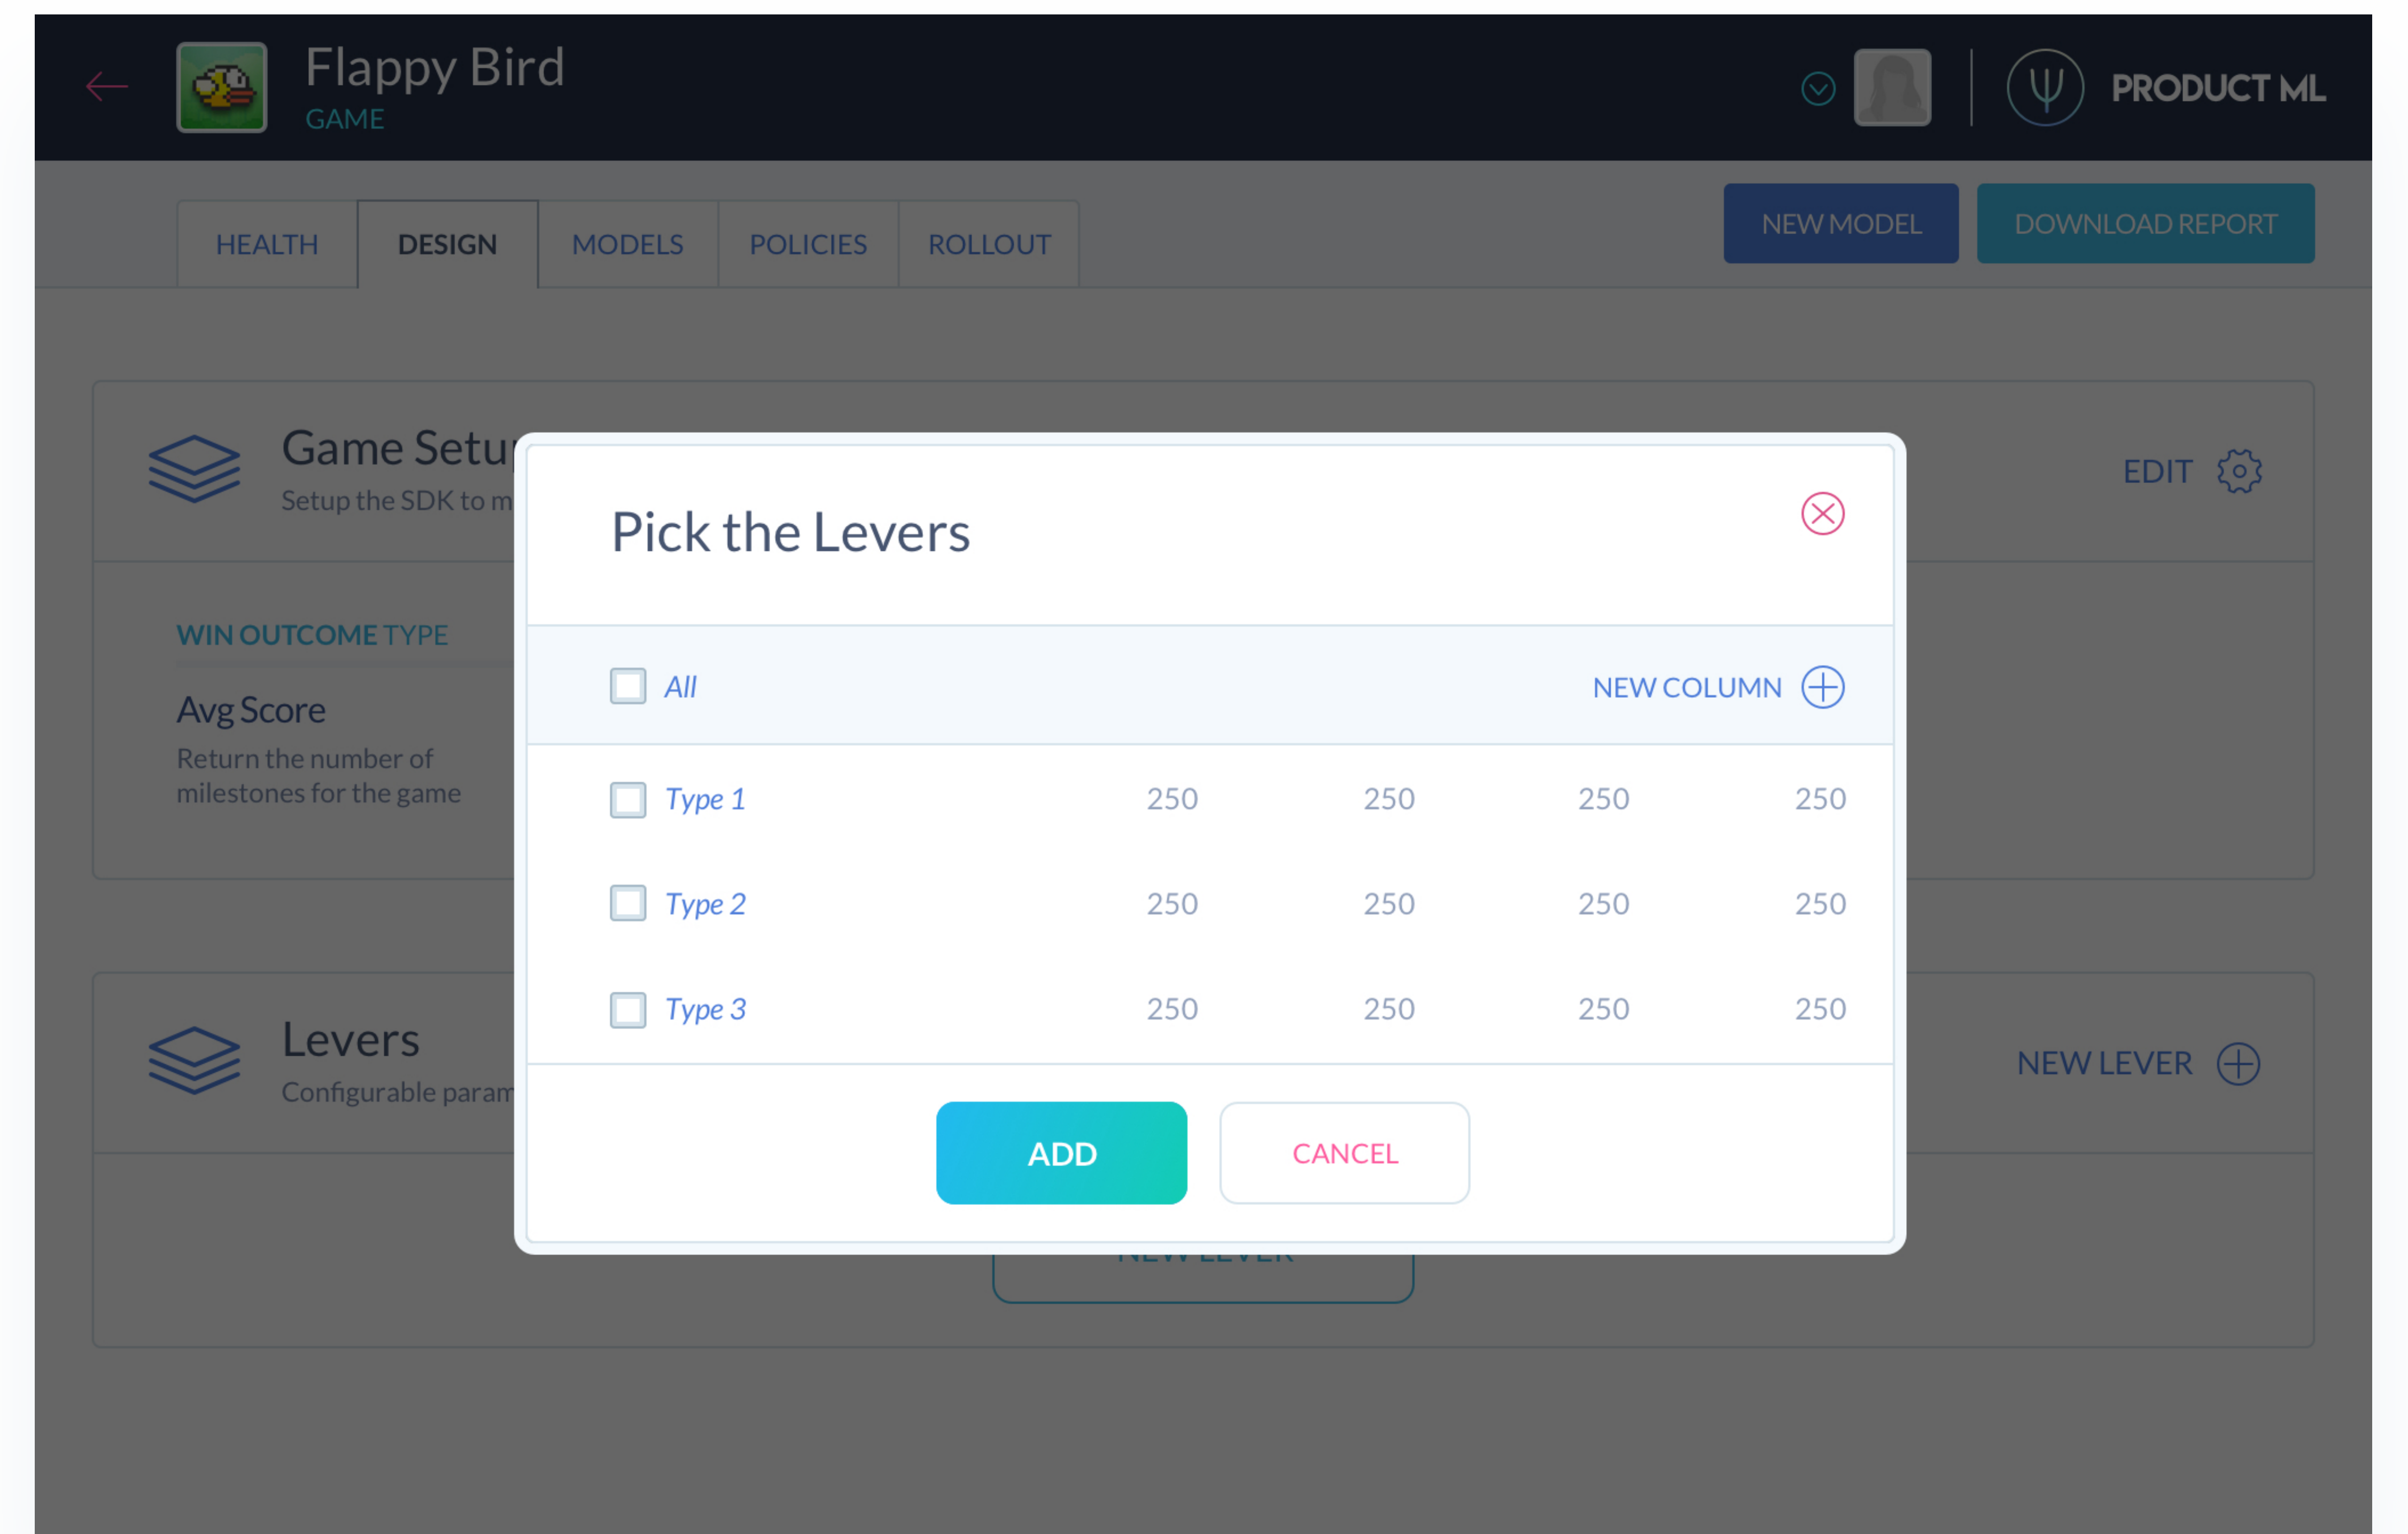 Flappy Bird
GAME
PRODUCT ML
HEALTH
DESIGN
MODELS
POLICIES
ROLLOUT
NEW MODEL
DOWNLOAD REPORT
Game Setup
Setup the SDK to m
EDIT
WIN OUTCOME TYPE
Avg Score
Return the number of
milestones for the game
Pick the Levers
All
NEW COLUMN
Type 1 250 250 250 250
Type 2 250 250 250 250
Type 3 250 250 250 250
ADD
CANCEL
Levers
Configurable param
NEW LEVER
NEW LEVER